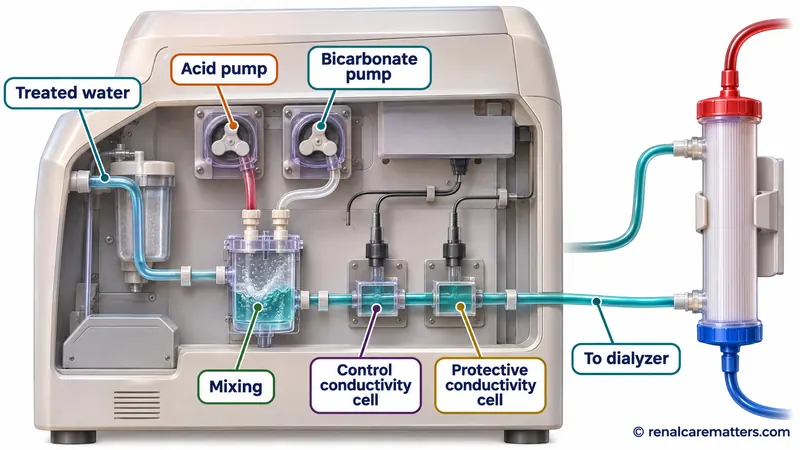 Acid pump
Bicarbonate
pump
Treated water
Mixing
Control
conductivity
cell
Protective
conductivity
cell
To dialyzer
© renalcarematters.com